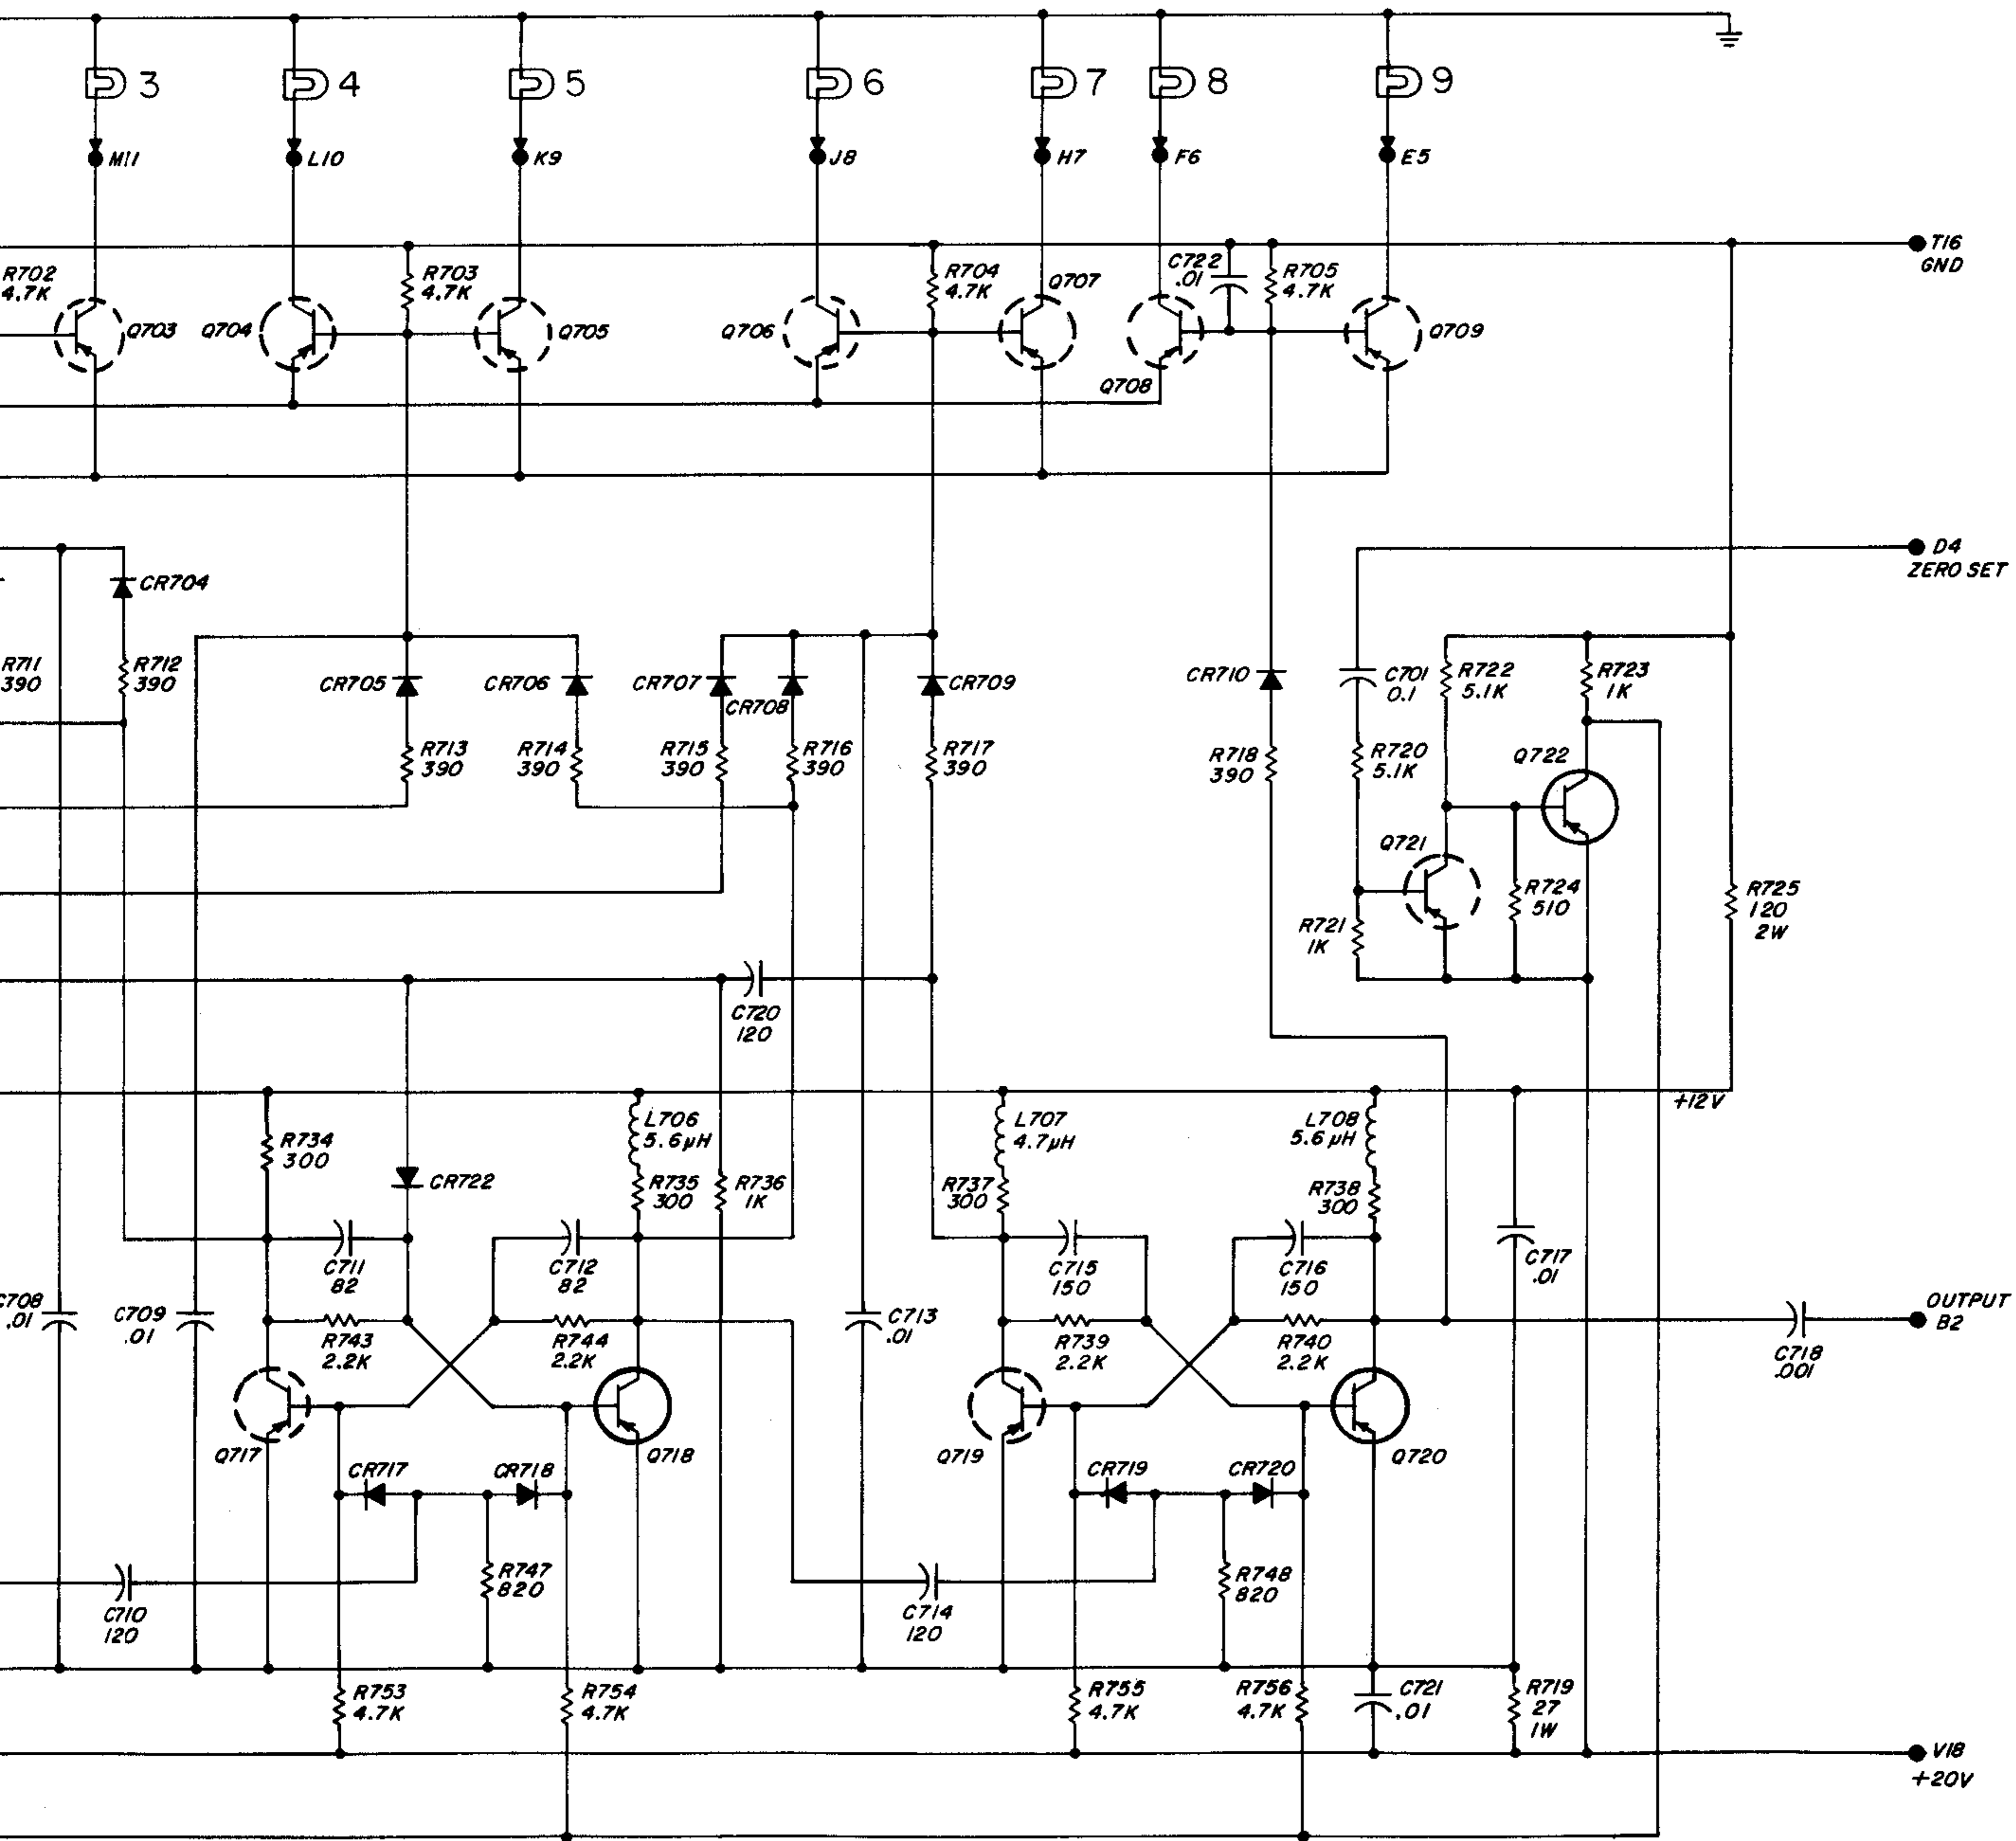 3
4
5
6
7
8
9
M11
L10
K9
J8
H7
F6
E5
T16
GND
R702
4.7K
Q703
Q704
R703
4.7K
Q705
Q706
R704
4.7K
Q707
C722
.01
R705
4.7K
Q708
Q709
D4
ZERO SET
CR704
R711
390
R712
390
CR705
CR706
CR707
CR708
CR709
CR710
C701
0.1
R722
5.1K
R723
1K
R713
390
R714
390
R715
390
R716
390
R717
390
R718
390
R720
5.1K
Q722
Q721
R724
510
R725
120
2W
R721
1K
C720
120
+12V
R734
300
CR722
L706
5.6μH
R735
300
R736
1K
L707
4.7μH
R737
300
L708
5.6μH
R738
300
C711
82
C712
82
C715
150
C716
150
C717
.01
C708
.01
C709
.01
R743
2.2K
R744
2.2K
C713
.01
R739
2.2K
R740
2.2K
OUTPUT
B2
C718
.001
Q717
Q718
Q719
Q720
CR717
CR718
CR719
CR720
R747
820
R748
820
C710
120
C714
120
R753
4.7K
R754
4.7K
R755
4.7K
R756
4.7K
C721
.01
R719
27
1W
V18
+20V